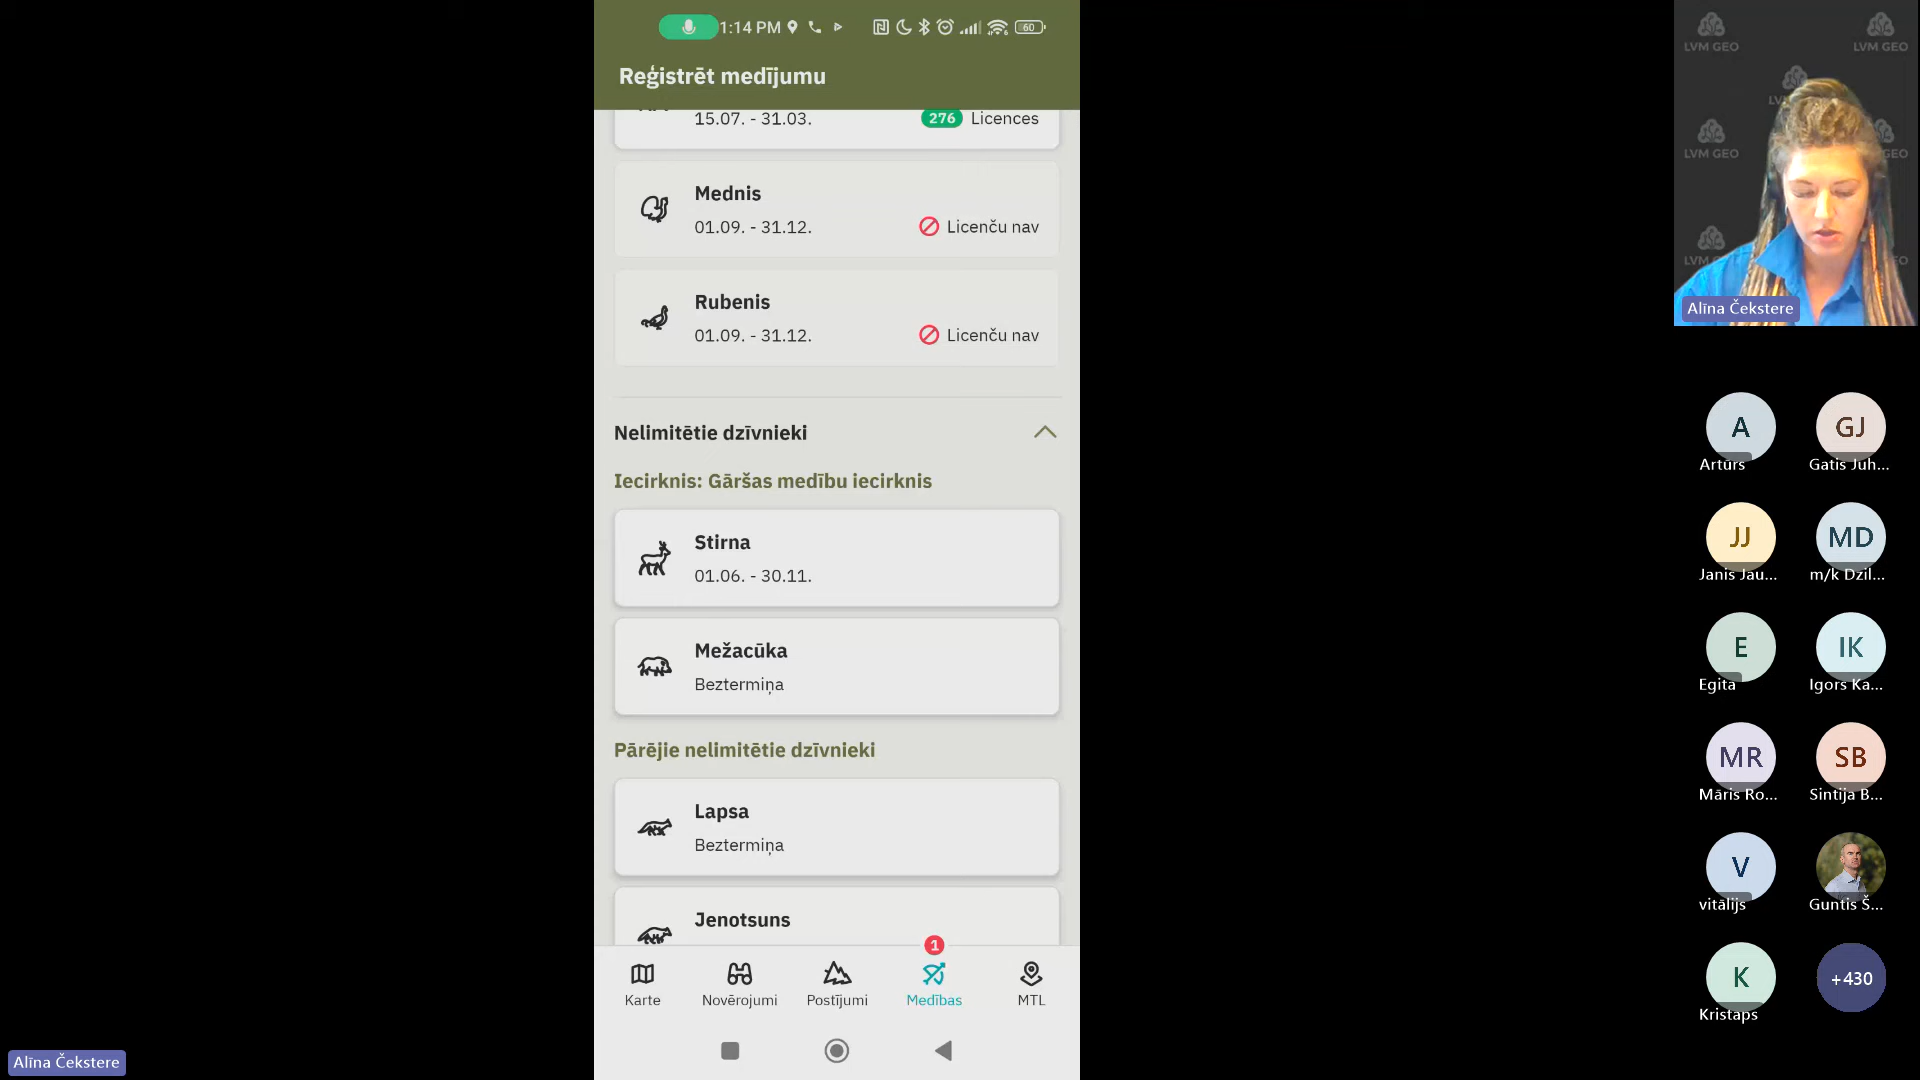 1:14 PM
60
Reģistrēt medījumu
15.07. - 31.03.
276 Licences
Mednis
01.09. - 31.12.
Licenču nav
Rubenis
01.09. - 31.12.
Licenču nav
Nelimitētie dzīvnieki
Iecirknis: Gāršas medību iecirknis
Stirna
01.06. - 30.11.
Mežacūka
Beztermiņa
Pārējie nelimitētie dzīvnieki
Lapsa
Beztermiņa
Jenotsuns
1
Karte
Novērojumi
Postījumi
Medības
MTL
Alīna Čekstere
LVM GEO
LVM GEO
LVM GEO
Alīna Čekstere
A
Artūrs
GJ
Gatis Juh...
JJ
Janis Jau...
MD
m/k Dzil...
E
Egita
IK
Igors Ka...
MR
Māris Ro...
SB
Sintija B...
V
vitālijs
Guntis Š...
K
Kristaps
+430